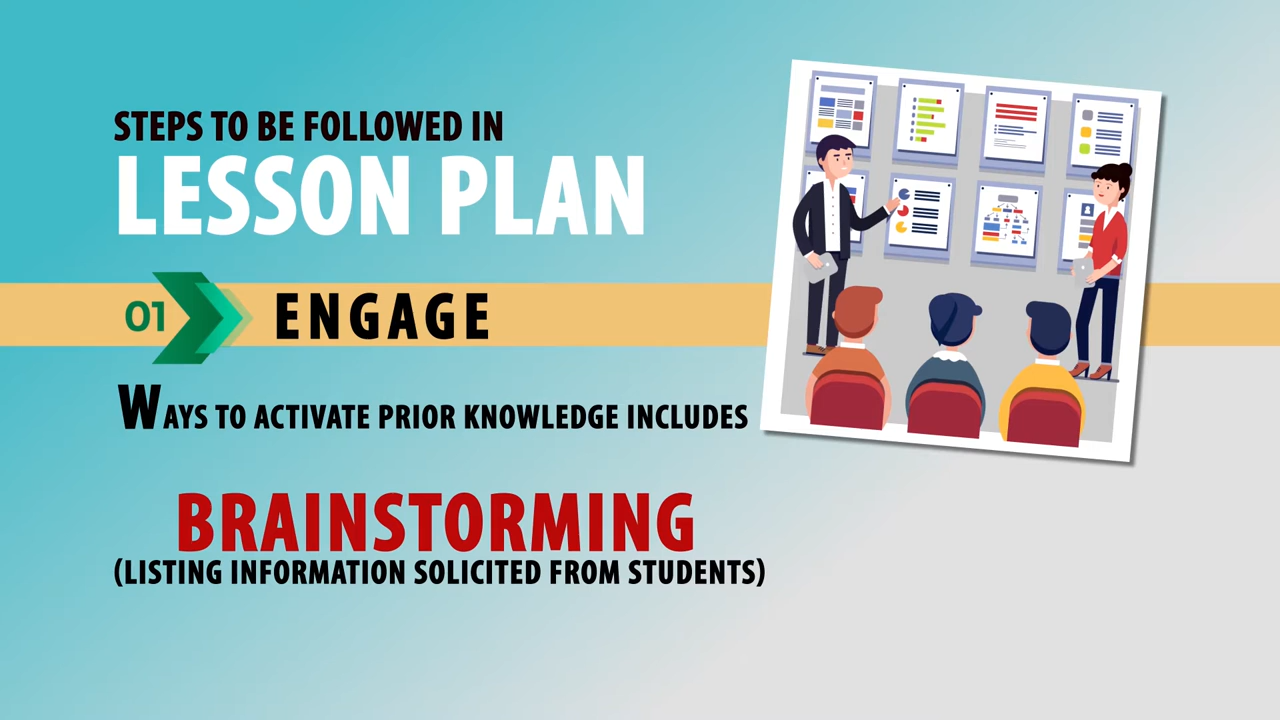 STEPS TO BE FOLLOWED IN
LESSON PLAN
01 ENGAGE
WAYS TO ACTIVATE PRIOR KNOWLEDGE INCLUDES
BRAINSTORMING
(LISTING INFORMATION SOLICITED FROM STUDENTS)